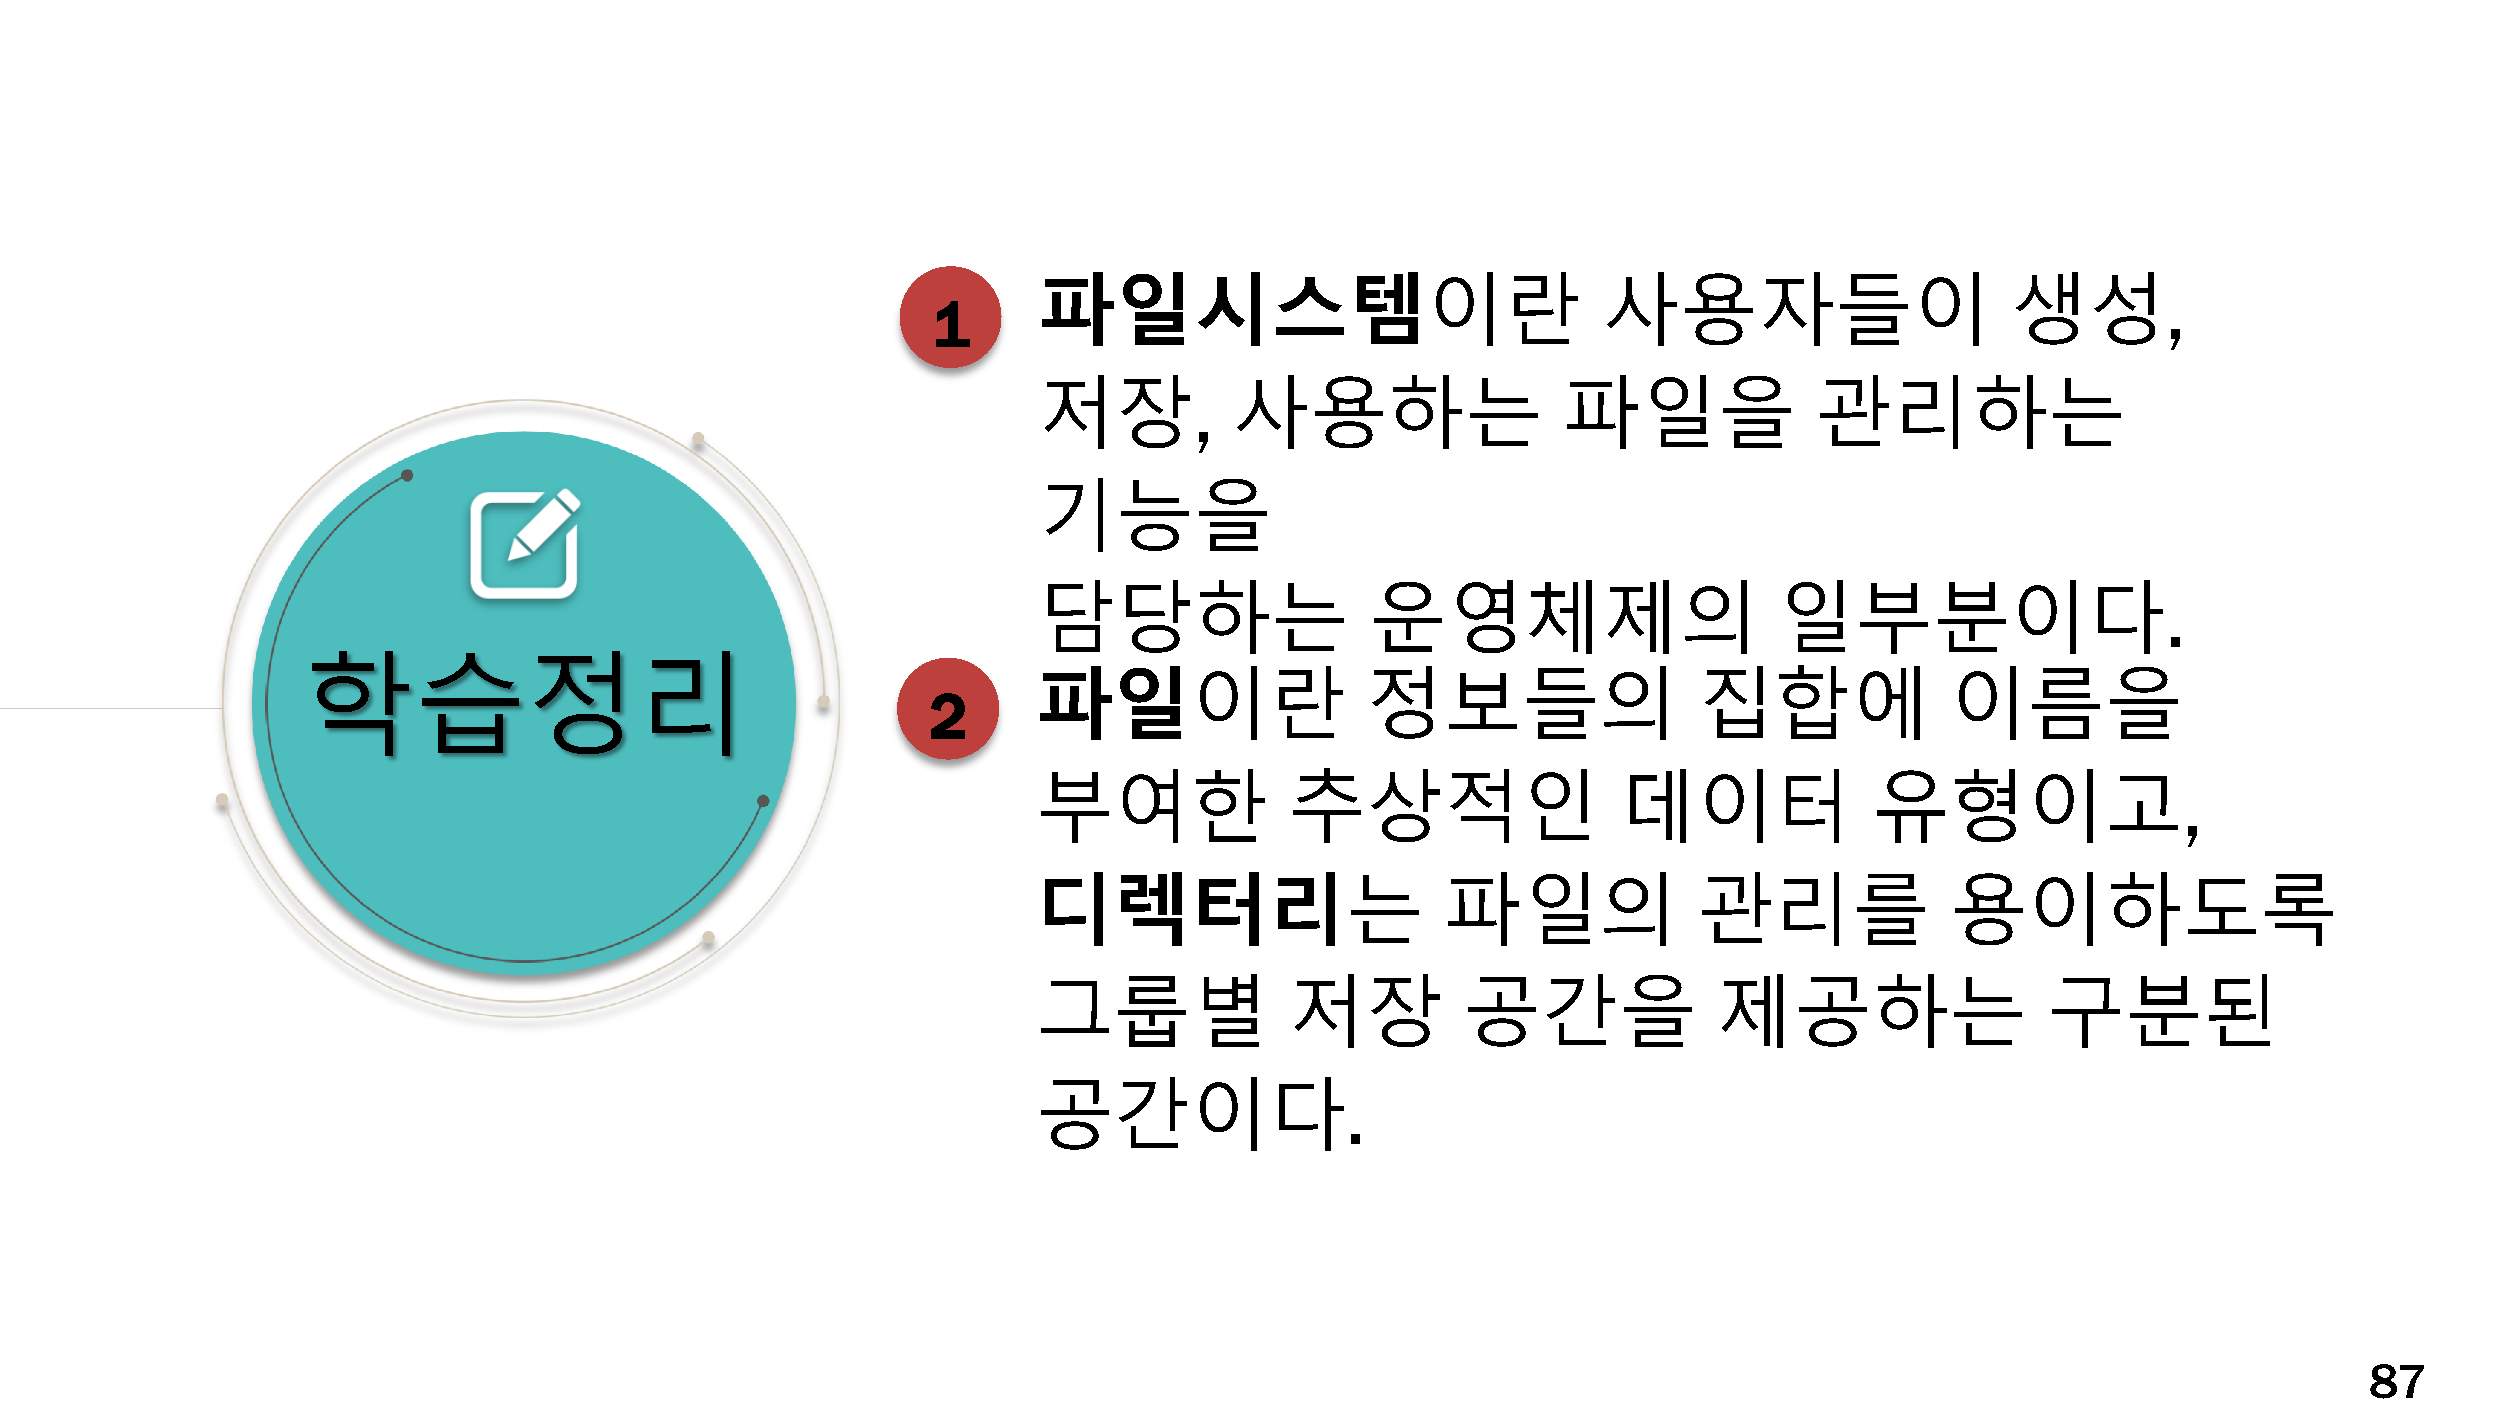 학습정리
1
파일시스템이란 사용자들이 생성,
저장, 사용하는 파일을 관리하는
기능을
담당하는 운영체제의 일부분이다.
2
파일이란 정보들의 집합에 이름을
부여한 추상적인 데이터 유형이고,
디렉터리는 파일의 관리를 용이하도록
그룹별 저장 공간을 제공하는 구분된
공간이다.
87